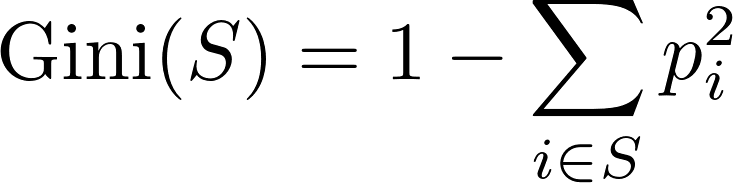 Gini(S) = 1 − ∑_{i∈S} p_i^2